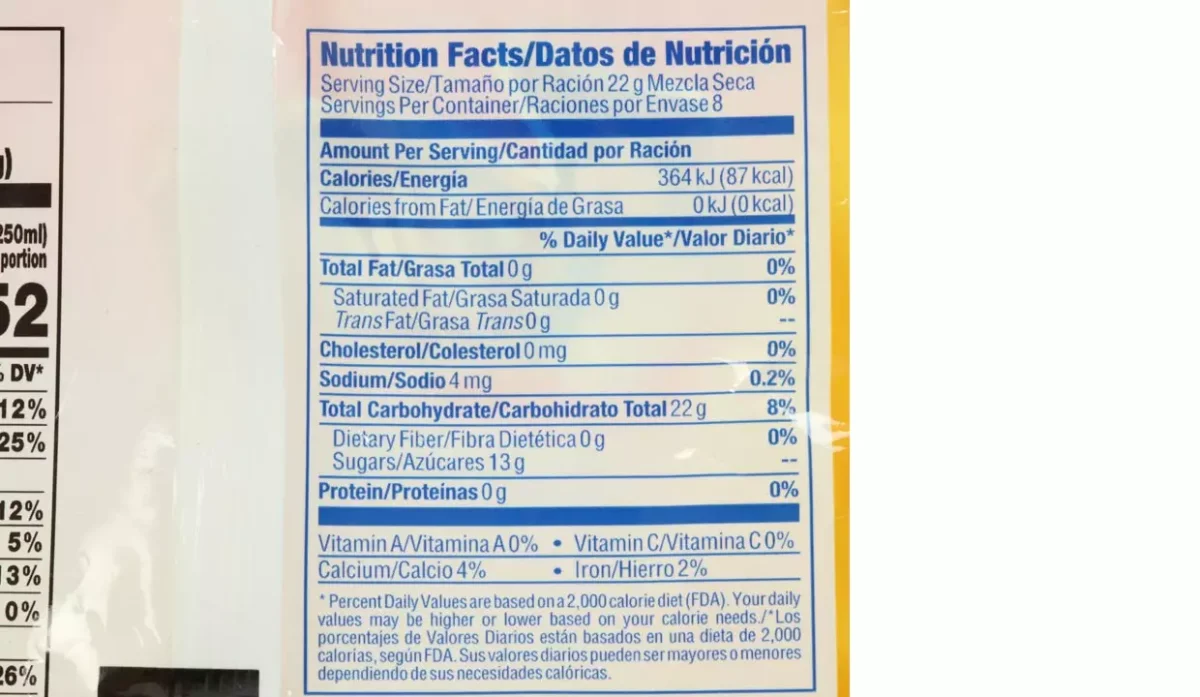 Nutrition Facts/Datos de Nutrición
Serving Size/Tamaño por Ración 22 g Mezcla Seca
Servings Per Container/Raciones por Envase 8
Amount Per Serving/Cantidad por Ración
Calories/Energía 364 kJ (87 kcal)
Calories from Fat/ Energía de Grasa 0 kJ (0 kcal)
% Daily Value*/Valor Diario*
Total Fat/Grasa Total 0 g 0%
Saturated Fat/Grasa Saturada 0 g 0%
Trans Fat/Grasa Trans 0 g --
Cholesterol/Colesterol 0 mg 0%
Sodium/Sodio 4 mg 0.2%
Total Carbohydrate/Carbohidrato Total 22 g 8%
Dietary Fiber/Fibra Dietética 0 g 0%
Sugars/Azúcares 13 g --
Protein/Proteínas 0 g 0%
Vitamin A/Vitamina A 0% • Vitamin C/Vitamina C 0%
Calcium/Calcio 4% • Iron/Hierro 2%
* Percent Daily Values are based on a 2,000 calorie diet (FDA). Your daily
values may be higher or lower based on your calorie needs./*Los
porcentajes de Valores Diarios están basados en una dieta de 2,000
calorías, según FDA. Sus valores diarios pueden ser mayores o menores
dependiendo de sus necesidades calóricas.
250ml)
portion
52
% DV*
12%
25%
12%
5%
13%
0%
26%